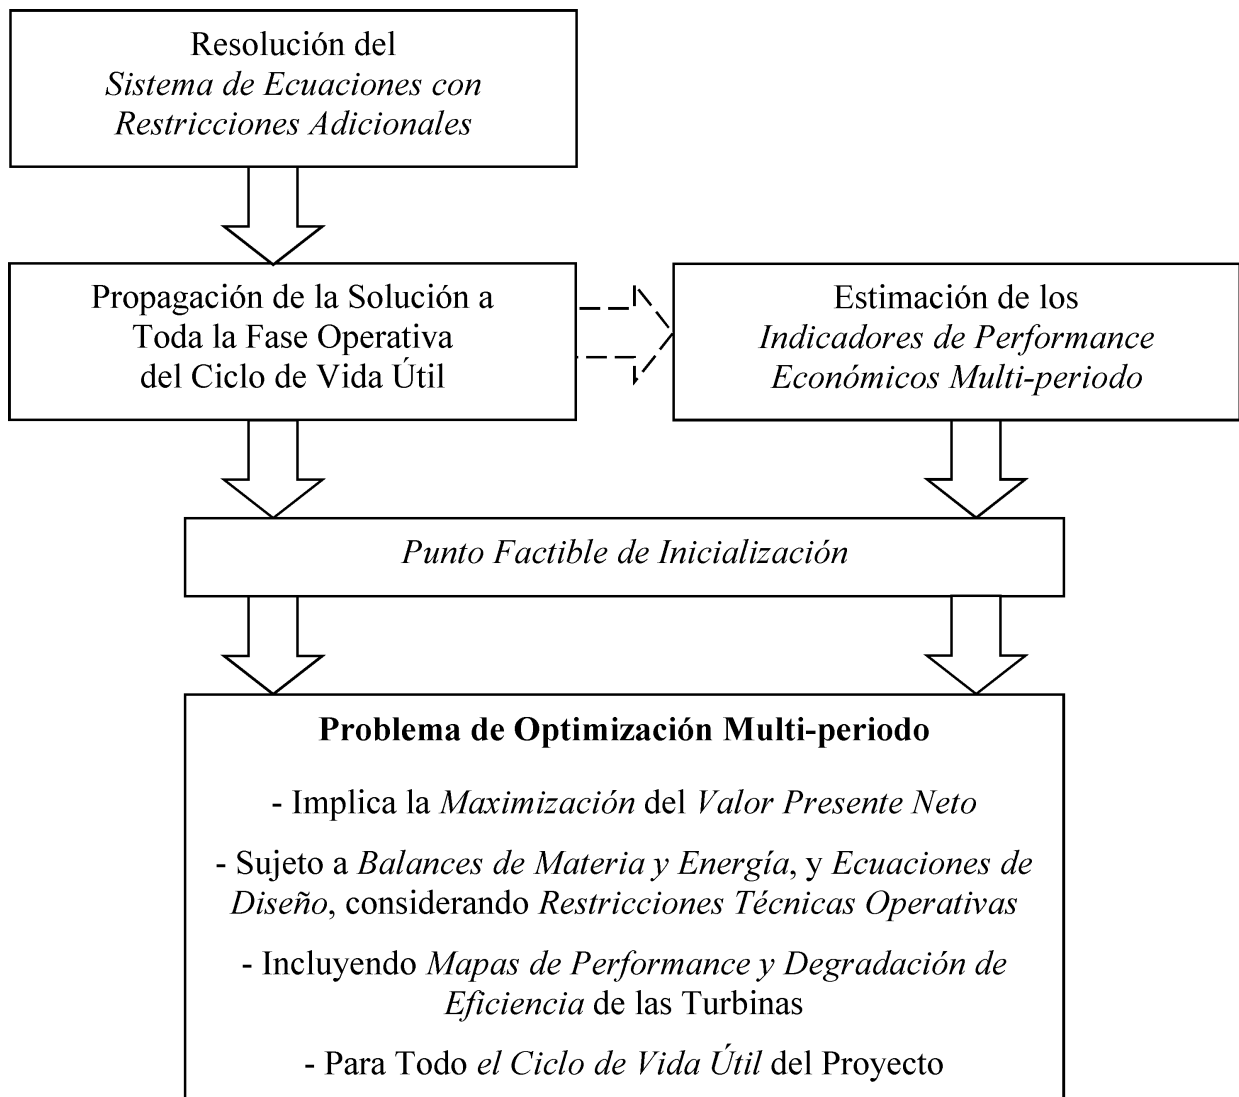 Resolución del
Sistema de Ecuaciones con
Restricciones Adicionales
Propagación de la Solución a
Toda la Fase Operativa
del Ciclo de Vida Útil
Estimación de los
Indicadores de Performance
Económicos Multi-periodo
Punto Factible de Inicialización
Problema de Optimización Multi-periodo
- Implica la Maximización del Valor Presente Neto
- Sujeto a Balances de Materia y Energía, y Ecuaciones de
Diseño, considerando Restricciones Técnicas Operativas
- Incluyendo Mapas de Performance y Degradación de
Eficiencia de las Turbinas
- Para Todo el Ciclo de Vida Útil del Proyecto